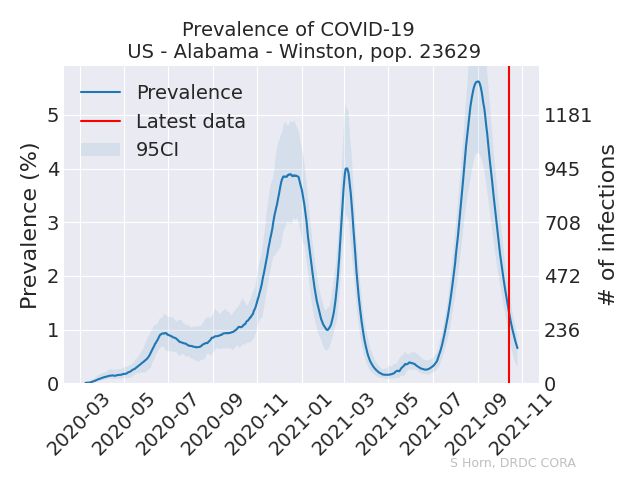 Prevalence of COVID-19
US - Alabama - Winston, pop. 23629
Prevalence
Latest data
95CI
Prevalence (%)
5
4
3
2
1
0
1181
945
708
472
236
0
# of infections
2020-03
2020-05
2020-07
2020-09
2020-11
2021-01
2021-03
2021-05
2021-07
2021-09
2021-11
S Horn, DRDC CORA